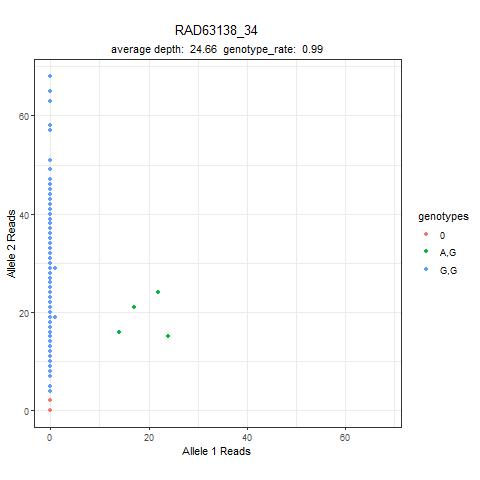 RAD63138_34
average depth:  24.66  genotype_rate:  0.99
60
40
20
0
Allele 2 Reads
0
20
40
60
Allele 1 Reads
genotypes
0
A,G
G,G